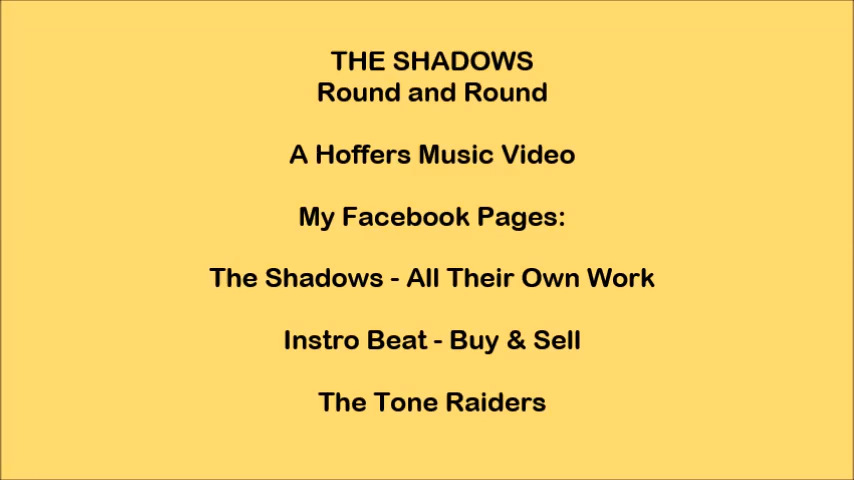 THE SHADOWS
Round and Round
A Hoffers Music Video
My Facebook Pages:
The Shadows - All Their Own Work
Instro Beat - Buy & Sell
The Tone Raiders